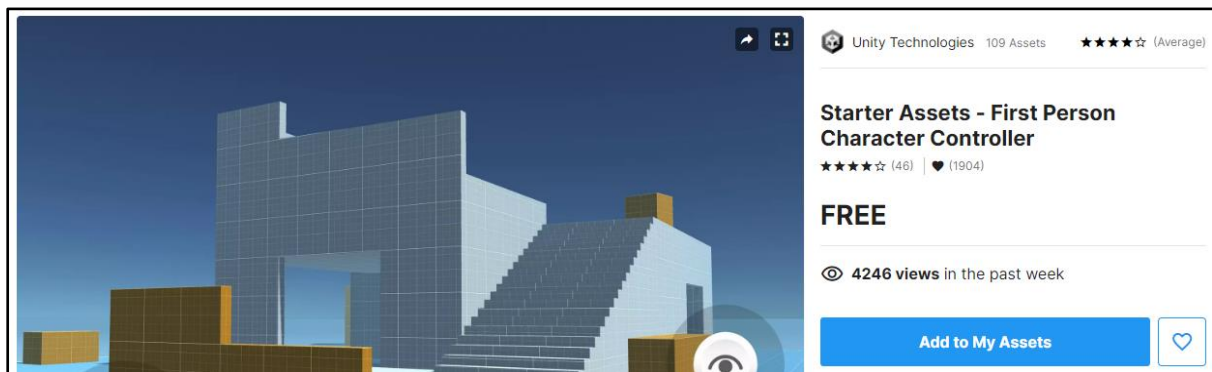 Unity Technologies 109 Assets ★★★★☆ (Average)
Starter Assets - First Person
Character Controller
★★★★☆ (46) | ♥ (1904)
FREE
4246 views in the past week
Add to My Assets